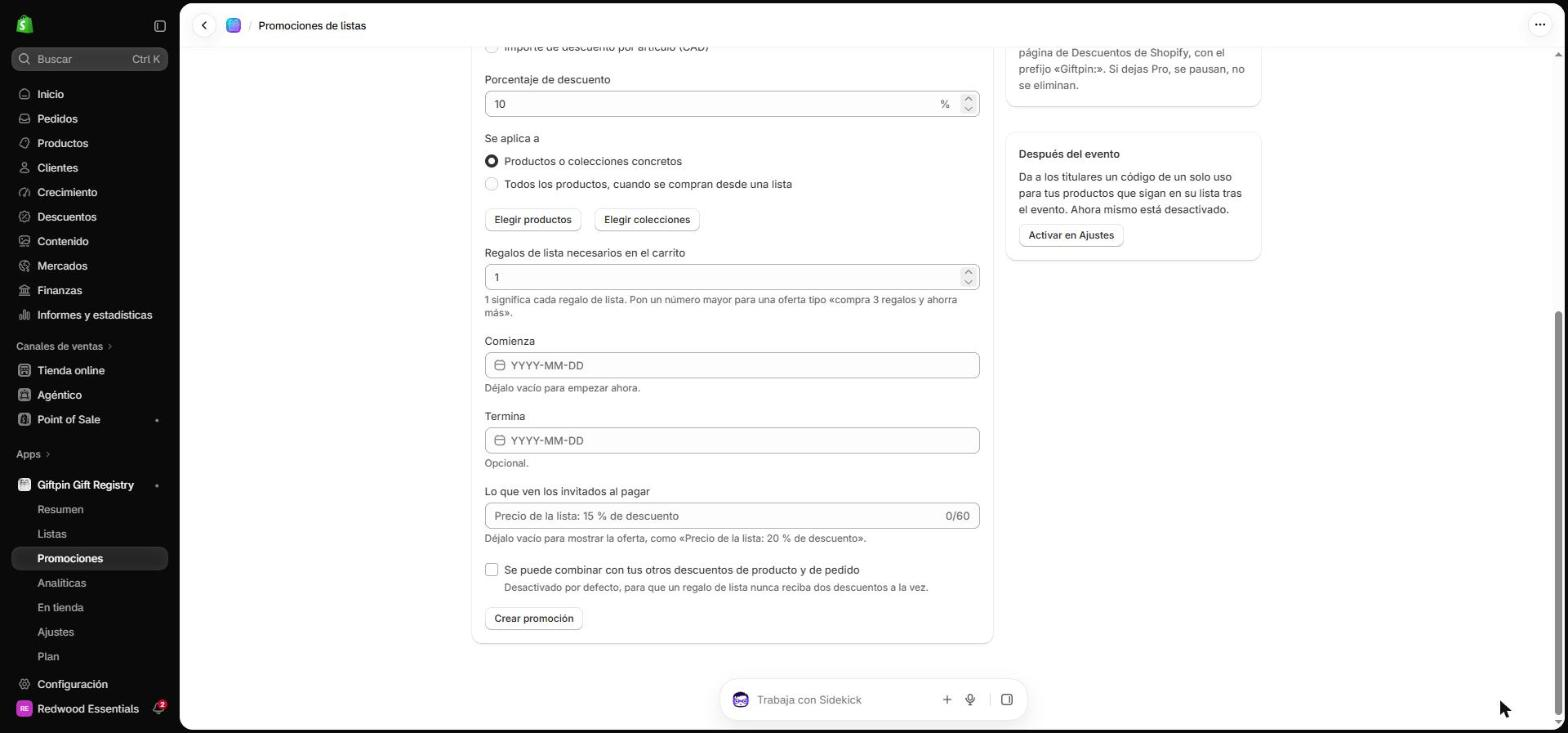 Promociones de listas
Buscar Ctrl K
Inicio
Pedidos
Productos
Clientes
Crecimiento
Descuentos
Contenido
Mercados
Finanzas
Informes y estadísticas
Canales de ventas
Tienda online
Agéntico
Point of Sale
Apps
Giftpin Gift Registry
Resumen
Listas
Promociones
Analíticas
En tienda
Ajustes
Plan
Configuración
RE Redwood Essentials 2
Importe de descuento por artículo (CAD)
Porcentaje de descuento
10 %
Se aplica a
Productos o colecciones concretos
Todos los productos, cuando se compran desde una lista
Elegir productos Elegir colecciones
Regalos de lista necesarios en el carrito
1
1 significa cada regalo de lista. Pon un número mayor para una oferta tipo «compra 3 regalos y ahorra
más».
Comienza
YYYY-MM-DD
Déjalo vacío para empezar ahora.
Termina
YYYY-MM-DD
Opcional.
Lo que ven los invitados al pagar
Precio de la lista: 15 % de descuento 0/60
Déjalo vacío para mostrar la oferta, como «Precio de la lista: 20 % de descuento».
Se puede combinar con tus otros descuentos de producto y de pedido
Desactivado por defecto, para que un regalo de lista nunca reciba dos descuentos a la vez.
Crear promoción
página de Descuentos de Shopify, con el
prefijo «Giftpin:». Si dejas Pro, se pausan, no
se eliminan.
Después del evento
Da a los titulares un código de un solo uso
para tus productos que sigan en su lista tras
el evento. Ahora mismo está desactivado.
Activar en Ajustes
Trabaja con Sidekick